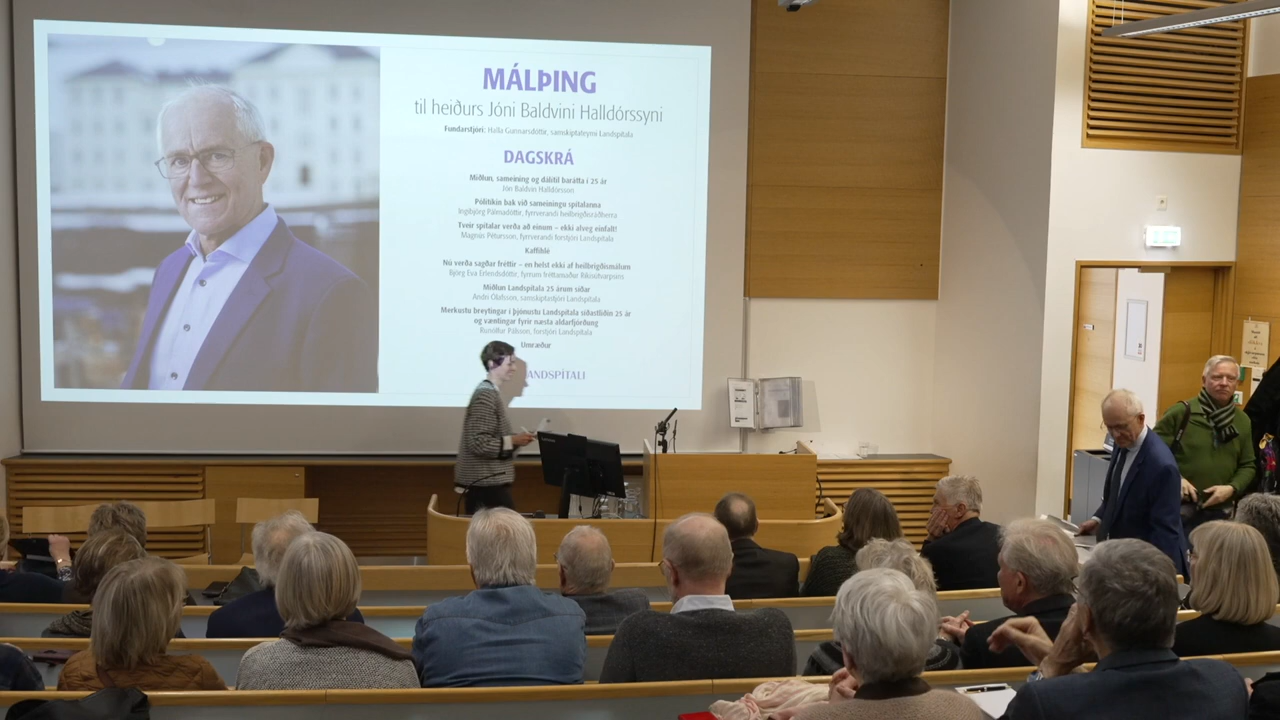 MÁLÞING
til heiðurs Jóni Baldvini Halldórssyni
Fundarstjóri: Halla Gunnarsdóttir, samskiptateymi Landspítala
DAGSKRÁ
Miðlun, sameining og dálítil barátta í 25 ár
Jón Baldvin Halldórsson
Pólitíkin bak við sameiningu spítalanna
Ingibjörg Pálmadóttir, fyrrverandi heilbrigðisráðherra
Tveir spítalar verða að einum – ekki alveg einfalt!
Magnús Pétursson, fyrrverandi forstjóri Landspítala
Kaffihlé
Nú verða sagðar fréttir – en helst ekki af heilbrigðismálum
Björg Eva Erlendsdóttir, fyrrum fréttamaður Ríkisútvarpsins
Miðlun Landspítala 25 árum síðar
Andri Ólafsson, samskiptastjóri Landspítala
Merkustu breytingar í þjónustu Landspítala síðastliðin 25 ár
og væntingar fyrir næsta aldarfjórðung
Runólfur Pálsson, forstjóri Landspítala
Umræður
ANDSPÍTALI